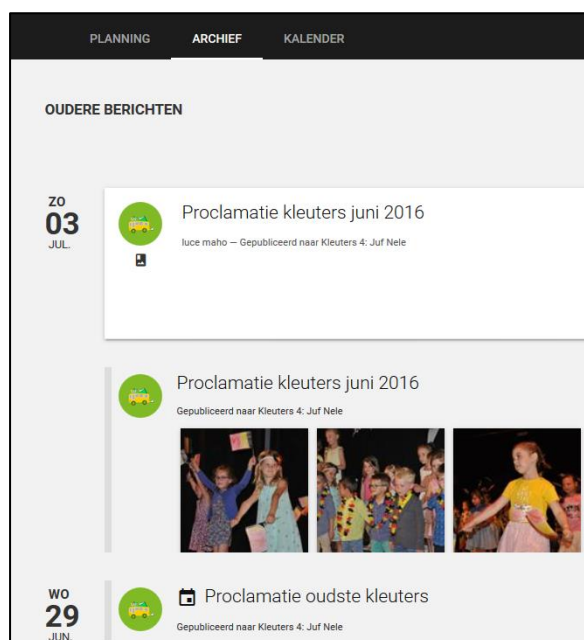 PLANNING ARCHIEF KALENDER
OUDERE BERICHTEN
ZO
03
JUL.
Proclamatie kleuters juni 2016
luce maho — Gepubliceerd naar Kleuters 4: Juf Nele
Proclamatie kleuters juni 2016
Gepubliceerd naar Kleuters 4: Juf Nele
WO
29
JUN.
Proclamatie oudste kleuters
Gepubliceerd naar Kleuters 4: Juf Nele